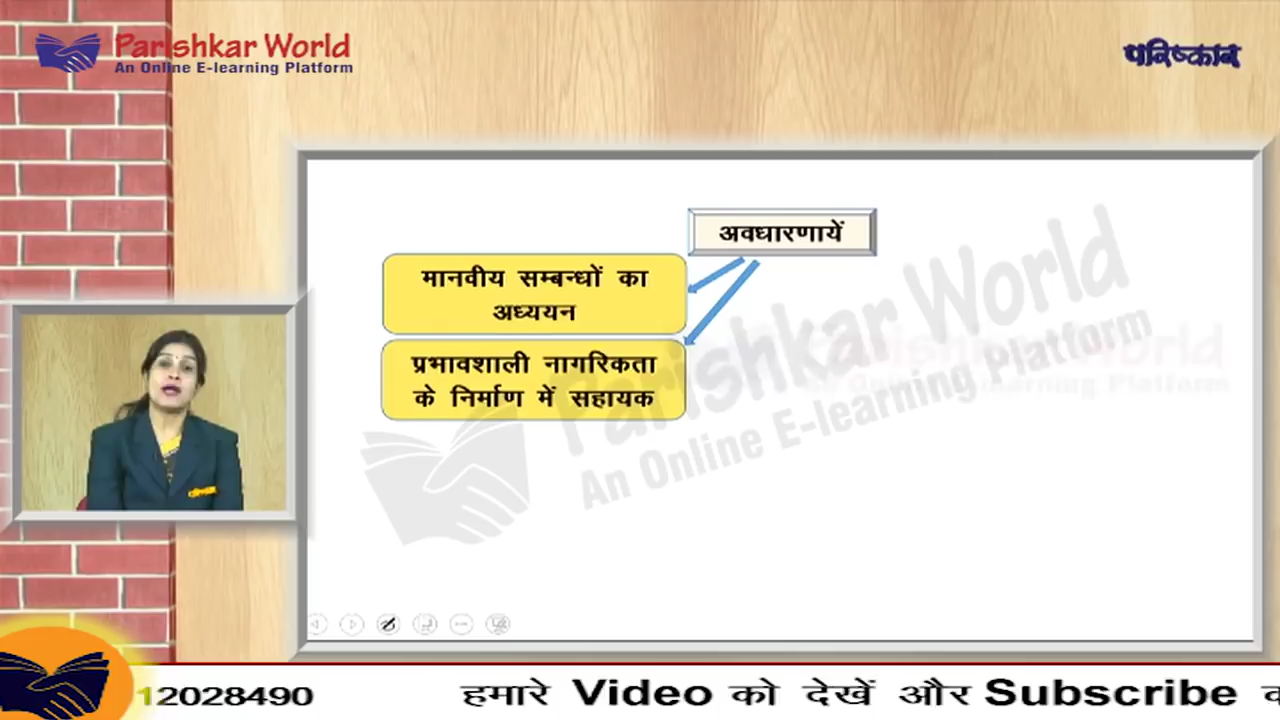 Parishkar World
An Online E-learning Platform
परिष्कार
अवधारणायें
मानवीय सम्बन्धों का
अध्ययन
प्रभावशाली नागरिकता
के निर्माण में सहायक
Parishkar World
An Online E-learning Platform
12028490 हमारे Video को देखें और Subscribe